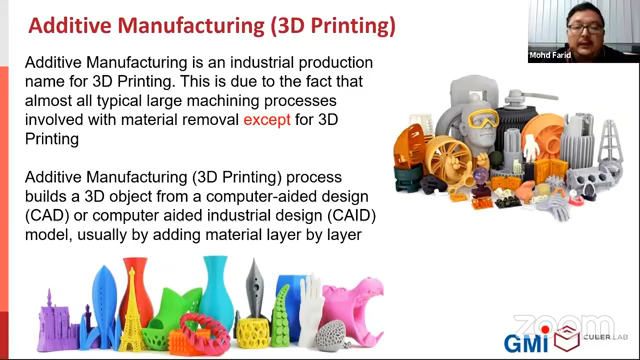 Additive Manufacturing (3D Printing)
Mohd Farid
Additive Manufacturing is an industrial production
name for 3D Printing. This is due to the fact that
almost all typical large machining processes
involved with material removal except for 3D
Printing
Additive Manufacturing (3D Printing) process
builds a 3D object from a computer-aided design
(CAD) or computer aided industrial design (CAID)
model, usually by adding material layer by layer
zoom
GMi
CULER LAB